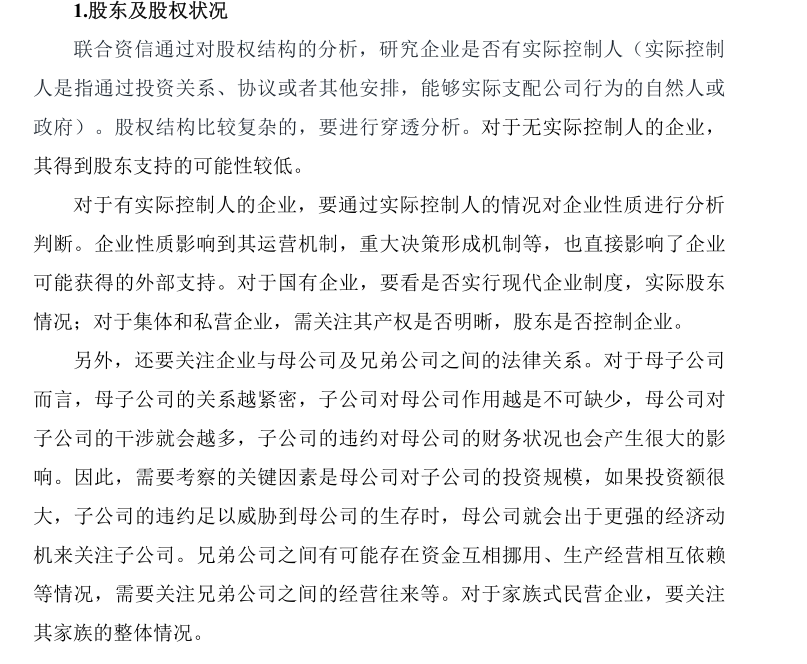 1.股东及股权状况
联合资信通过对股权结构的分析，研究企业是否有实际控制人（实际控制
人是指通过投资关系、协议或者其他安排，能够实际支配公司行为的自然人或
政府）。股权结构比较复杂的，要进行穿透分析。对于无实际控制人的企业，
其得到股东支持的可能性较低。
对于有实际控制人的企业，要通过实际控制人的情况对企业性质进行分析
判断。企业性质影响到其运营机制，重大决策形成机制等，也直接影响了企业
可能获得的外部支持。对于国有企业，要看是否实行现代企业制度，实际股东
情况；对于集体和私营企业，需关注其产权是否明晰，股东是否控制企业。
另外，还要关注企业与母公司及兄弟公司之间的法律关系。对于母子公司
而言，母子公司的关系越紧密，子公司对母公司作用越是不可缺少，母公司对
子公司的干涉就会越多，子公司的违约对母公司的财务状况也会产生很大的影
响。因此，需要考察的关键因素是母公司对子公司的投资规模，如果投资额很
大，子公司的违约足以威胁到母公司的生存时，母公司就会出于更强的经济动
机来关注子公司。兄弟公司之间有可能存在资金互相挪用、生产经营相互依赖
等情况，需要关注兄弟公司之间的经营往来等。对于家族式民营企业，要关注
其家族的整体情况。